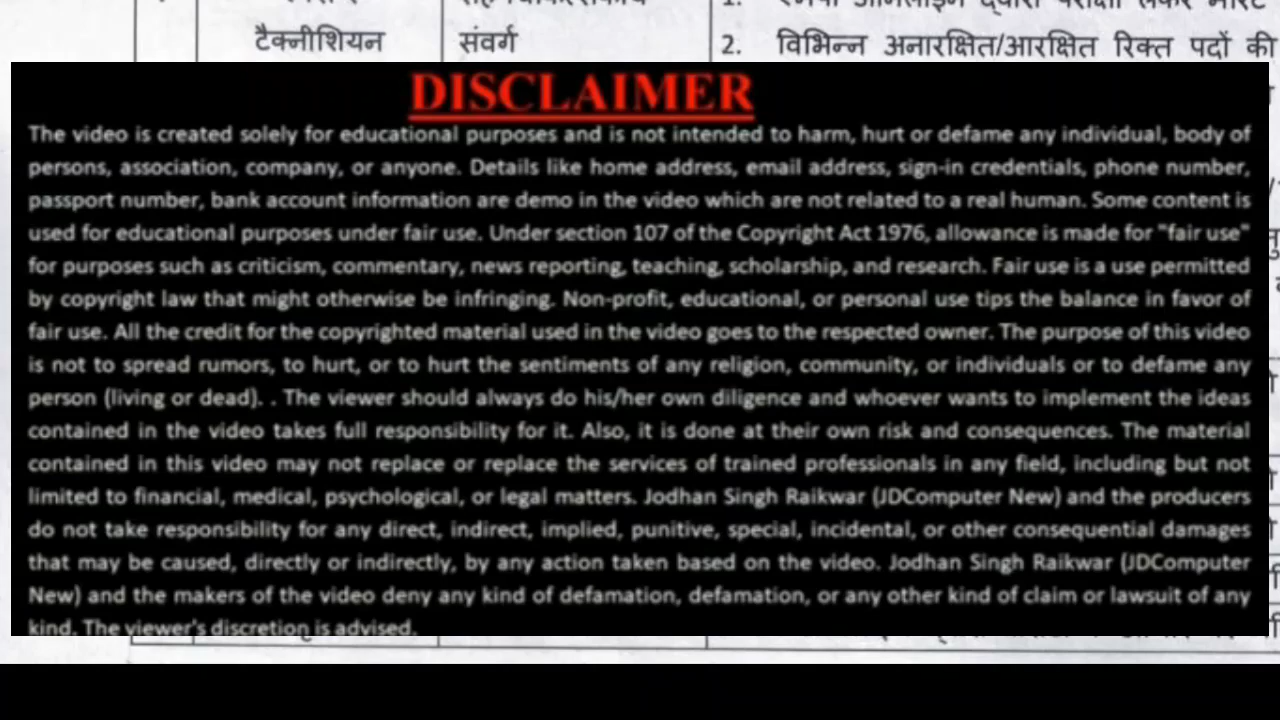 1.
टैक्नीशियन संवर्ग 2. विभिन्न अनारक्षित/आरक्षित रिक्त पदों की
DISCLAIMER
The video is created solely for educational purposes and is not intended to harm, hurt or defame any individual, body of
persons, association, company, or anyone. Details like home address, email address, sign-in credentials, phone number,
passport number, bank account information are demo in the video which are not related to a real human. Some content is
used for educational purposes under fair use. Under section 107 of the Copyright Act 1976, allowance is made for "fair use"
for purposes such as criticism, commentary, news reporting, teaching, scholarship, and research. Fair use is a use permitted
by copyright law that might otherwise be infringing. Non-profit, educational, or personal use tips the balance in favor of
fair use. All the credit for the copyrighted material used in the video goes to the respected owner. The purpose of this video
is not to spread rumors, to hurt, or to hurt the sentiments of any religion, community, or individuals or to defame any
person (living or dead). . The viewer should always do his/her own diligence and whoever wants to implement the ideas
contained in the video takes full responsibility for it. Also, it is done at their own risk and consequences. The material
contained in this video may not replace or replace the services of trained professionals in any field, including but not
limited to financial, medical, psychological, or legal matters. Jodhan Singh Raikwar (JDComputer New) and the producers
do not take responsibility for any direct, indirect, implied, punitive, special, incidental, or other consequential damages
that may be caused, directly or indirectly, by any action taken based on the video. Jodhan Singh Raikwar (JDComputer
New) and the makers of the video deny any kind of defamation, defamation, or any other kind of claim or lawsuit of any
kind. The viewer's discretion is advised.